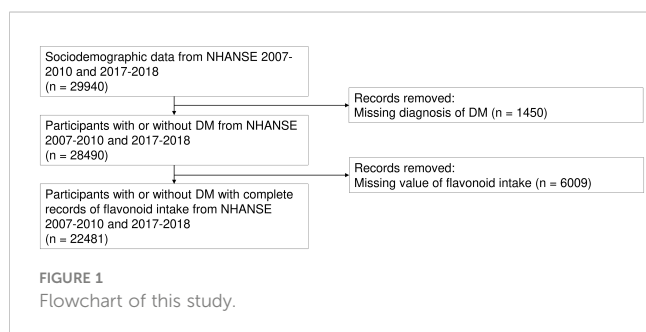 Sociodemographic data from NHANSE 2007-
2010 and 2017-2018
(n = 29940)
Records removed:
Missing diagnosis of DM (n = 1450)
Participants with or without DM from NHANSE
2007-2010 and 2017-2018
(n = 28490)
Records removed:
Missing value of flavonoid intake (n = 6009)
Participants with or without DM with complete
records of flavonoid intake from NHANSE
2007-2010 and 2017-2018
(n = 22481)
FIGURE 1
Flowchart of this study.